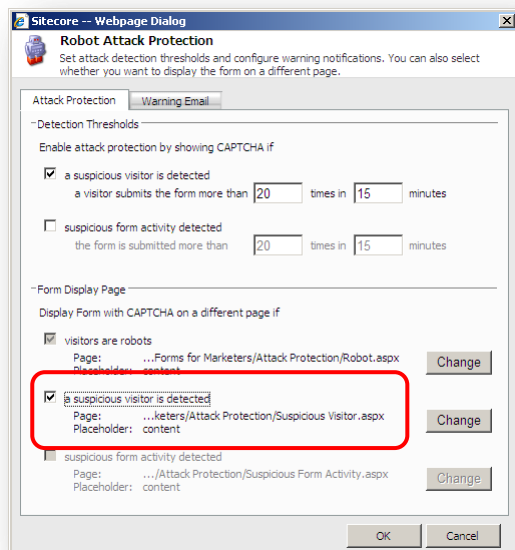 Sitecore -- Webpage Dialog
Robot Attack Protection
Set attack detection thresholds and configure warning notifications. You can also select
whether you want to display the form on a different page.
Attack Protection Warning Email
Detection Thresholds
Enable attack protection by showing CAPTCHA if
a suspicious visitor is detected
a visitor submits the form more than 20 times in 15 minutes
suspicious form activity detected
the form is submitted more than 20 times in 15 minutes
Form Display Page
Display Form with CAPTCHA on a different page if
visitors are robots
Page: ...Forms for Marketers/Attack Protection/Robot.aspx
Placeholder: content
Change
a suspicious visitor is detected
Page: ...keters/Attack Protection/Suspicious Visitor.aspx
Placeholder: content
Change
suspicious form activity detected
Page: .../Attack Protection/Suspicious Form Activity.aspx
Placeholder: content
Change
OK Cancel